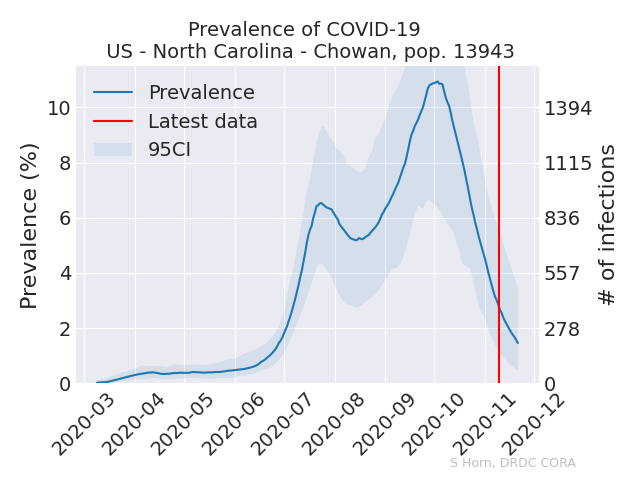 Prevalence of COVID-19
US - North Carolina - Chowan, pop. 13943
Prevalence
Latest data
95CI
Prevalence (%)
10
8
6
4
2
0
1394
1115
836
557
278
0
# of infections
2020-03
2020-04
2020-05
2020-06
2020-07
2020-08
2020-09
2020-10
2020-11
2020-12
S Horn, DRDC CORA